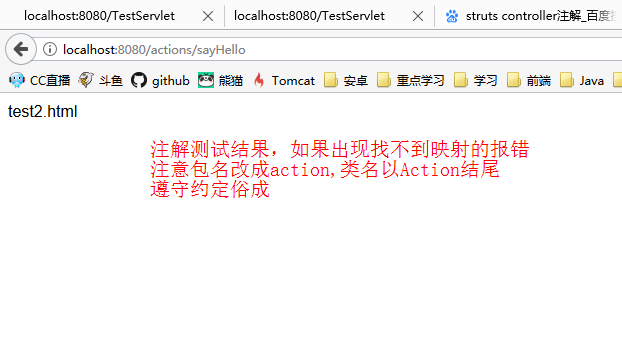 localhost:8080/TestServlet
localhost:8080/TestServlet
struts controller注解_百度
localhost:8080/actions/sayHello
CC直播 斗鱼 github 熊猫 Tomcat 安卓 重点学习 学习 前端 Java
test2.html
注解测试结果，如果出现找不到映射的报错
注意包名改成action,类名以Action结尾
遵守约定俗成